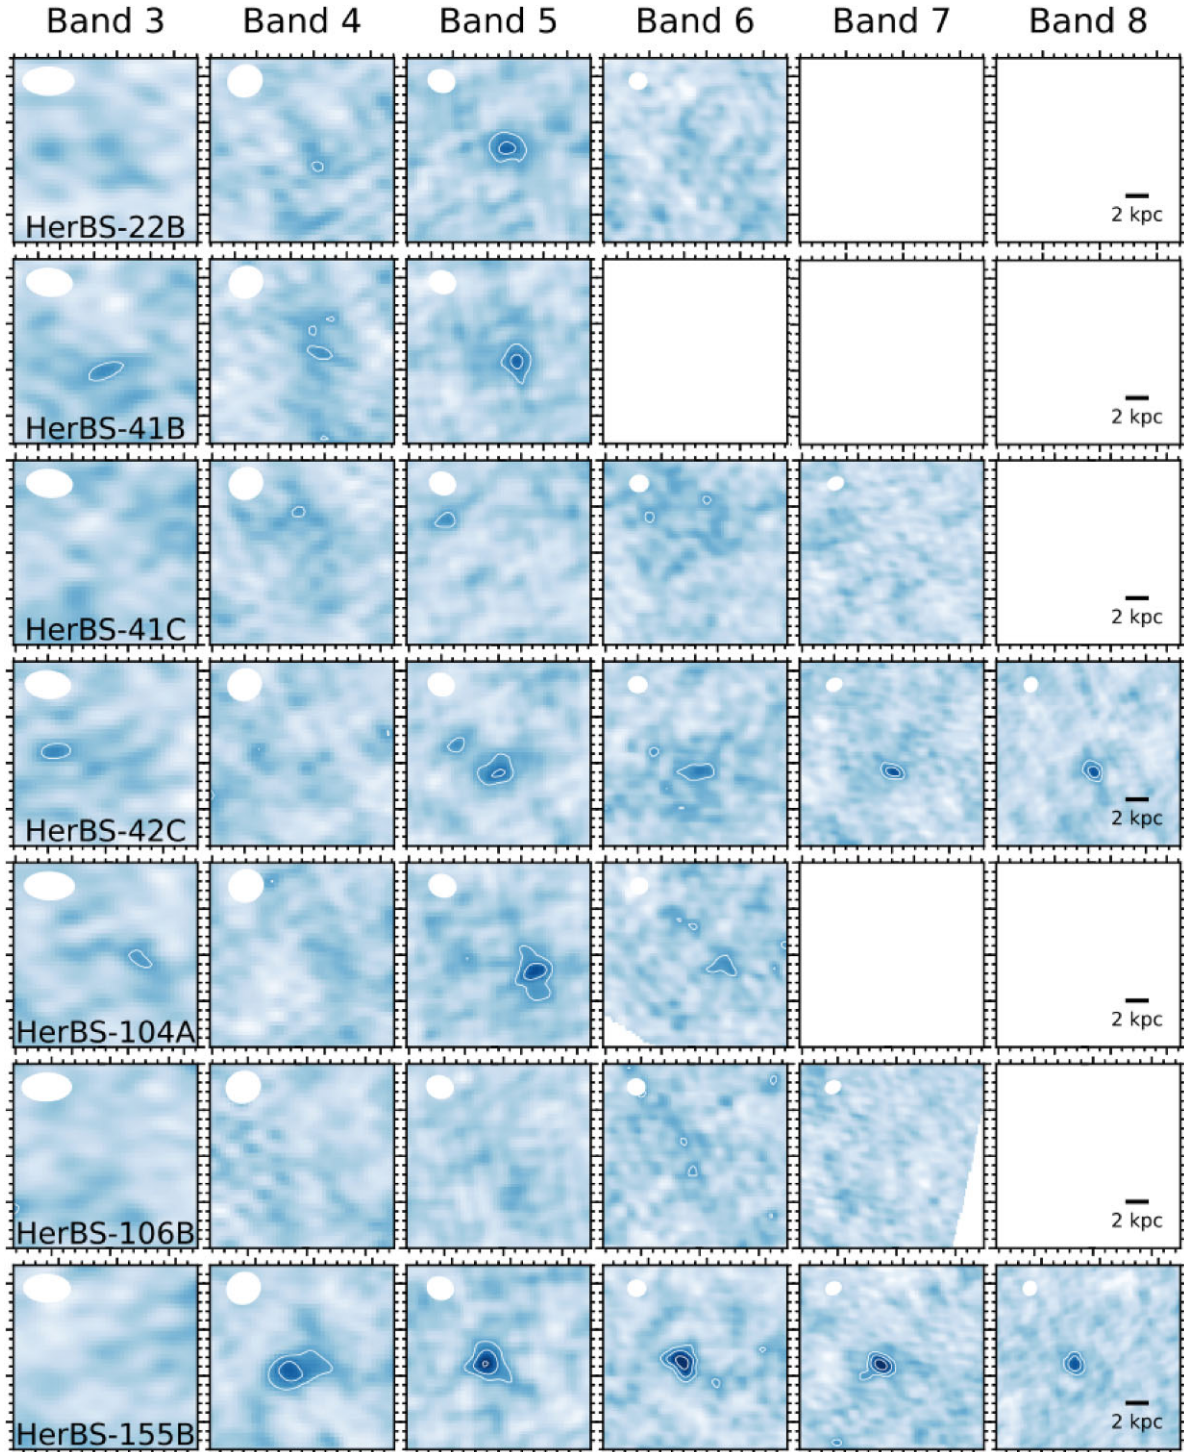 Band 3 Band 4 Band 5 Band 6 Band 7 Band 8
HerBS-22B 2 kpc
HerBS-41B 2 kpc
HerBS-41C 2 kpc
HerBS-42C 2 kpc
HerBS-104A 2 kpc
HerBS-106B 2 kpc
HerBS-155B 2 kpc